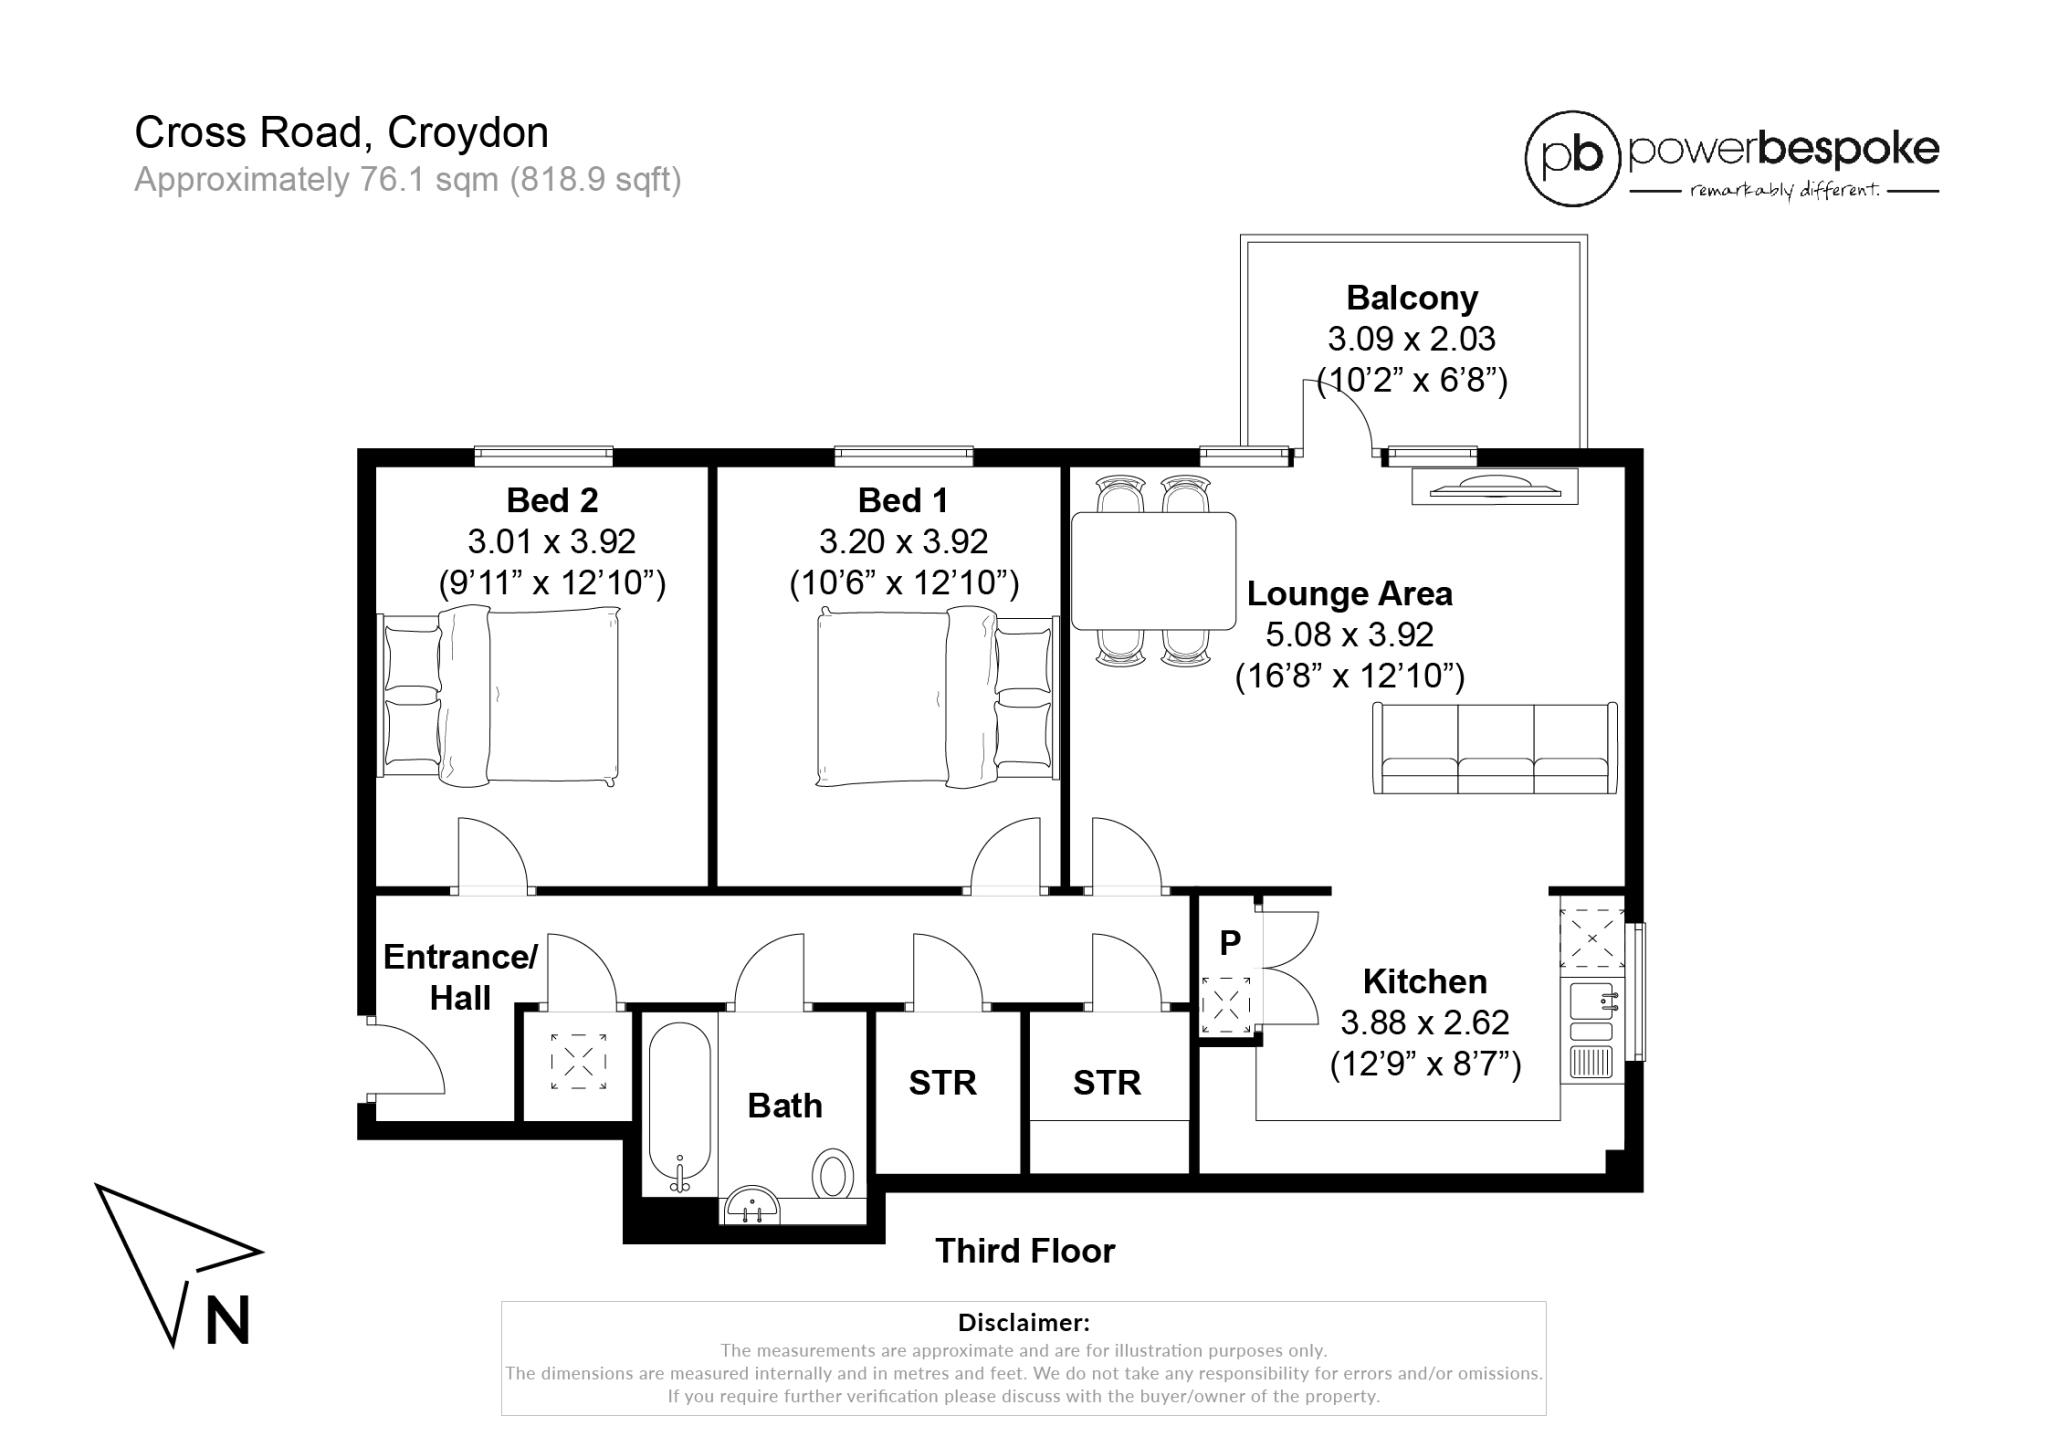 Cross Road, Croydon
Approximately 76.1 sqm (818.9 sqft)
pb powerbespoke
remarkably different.
Balcony
3.09 x 2.03
(10’2” x 6’8”)
Bed 2
3.01 x 3.92
(9’11” x 12’10”)
Bed 1
3.20 x 3.92
(10’6” x 12’10”)
Lounge Area
5.08 x 3.92
(16’8” x 12’10”)
Entrance/
Hall
P
Kitchen
3.88 x 2.62
(12’9” x 8’7”)
Bath
STR
STR
Third Floor
N
Disclaimer:
The measurements are approximate and are for illustration purposes only.
The dimensions are measured internally and in metres and feet. We do not take any responsibility for errors and/or omissions.
If you require further verification please discuss with the buyer/owner of the property.